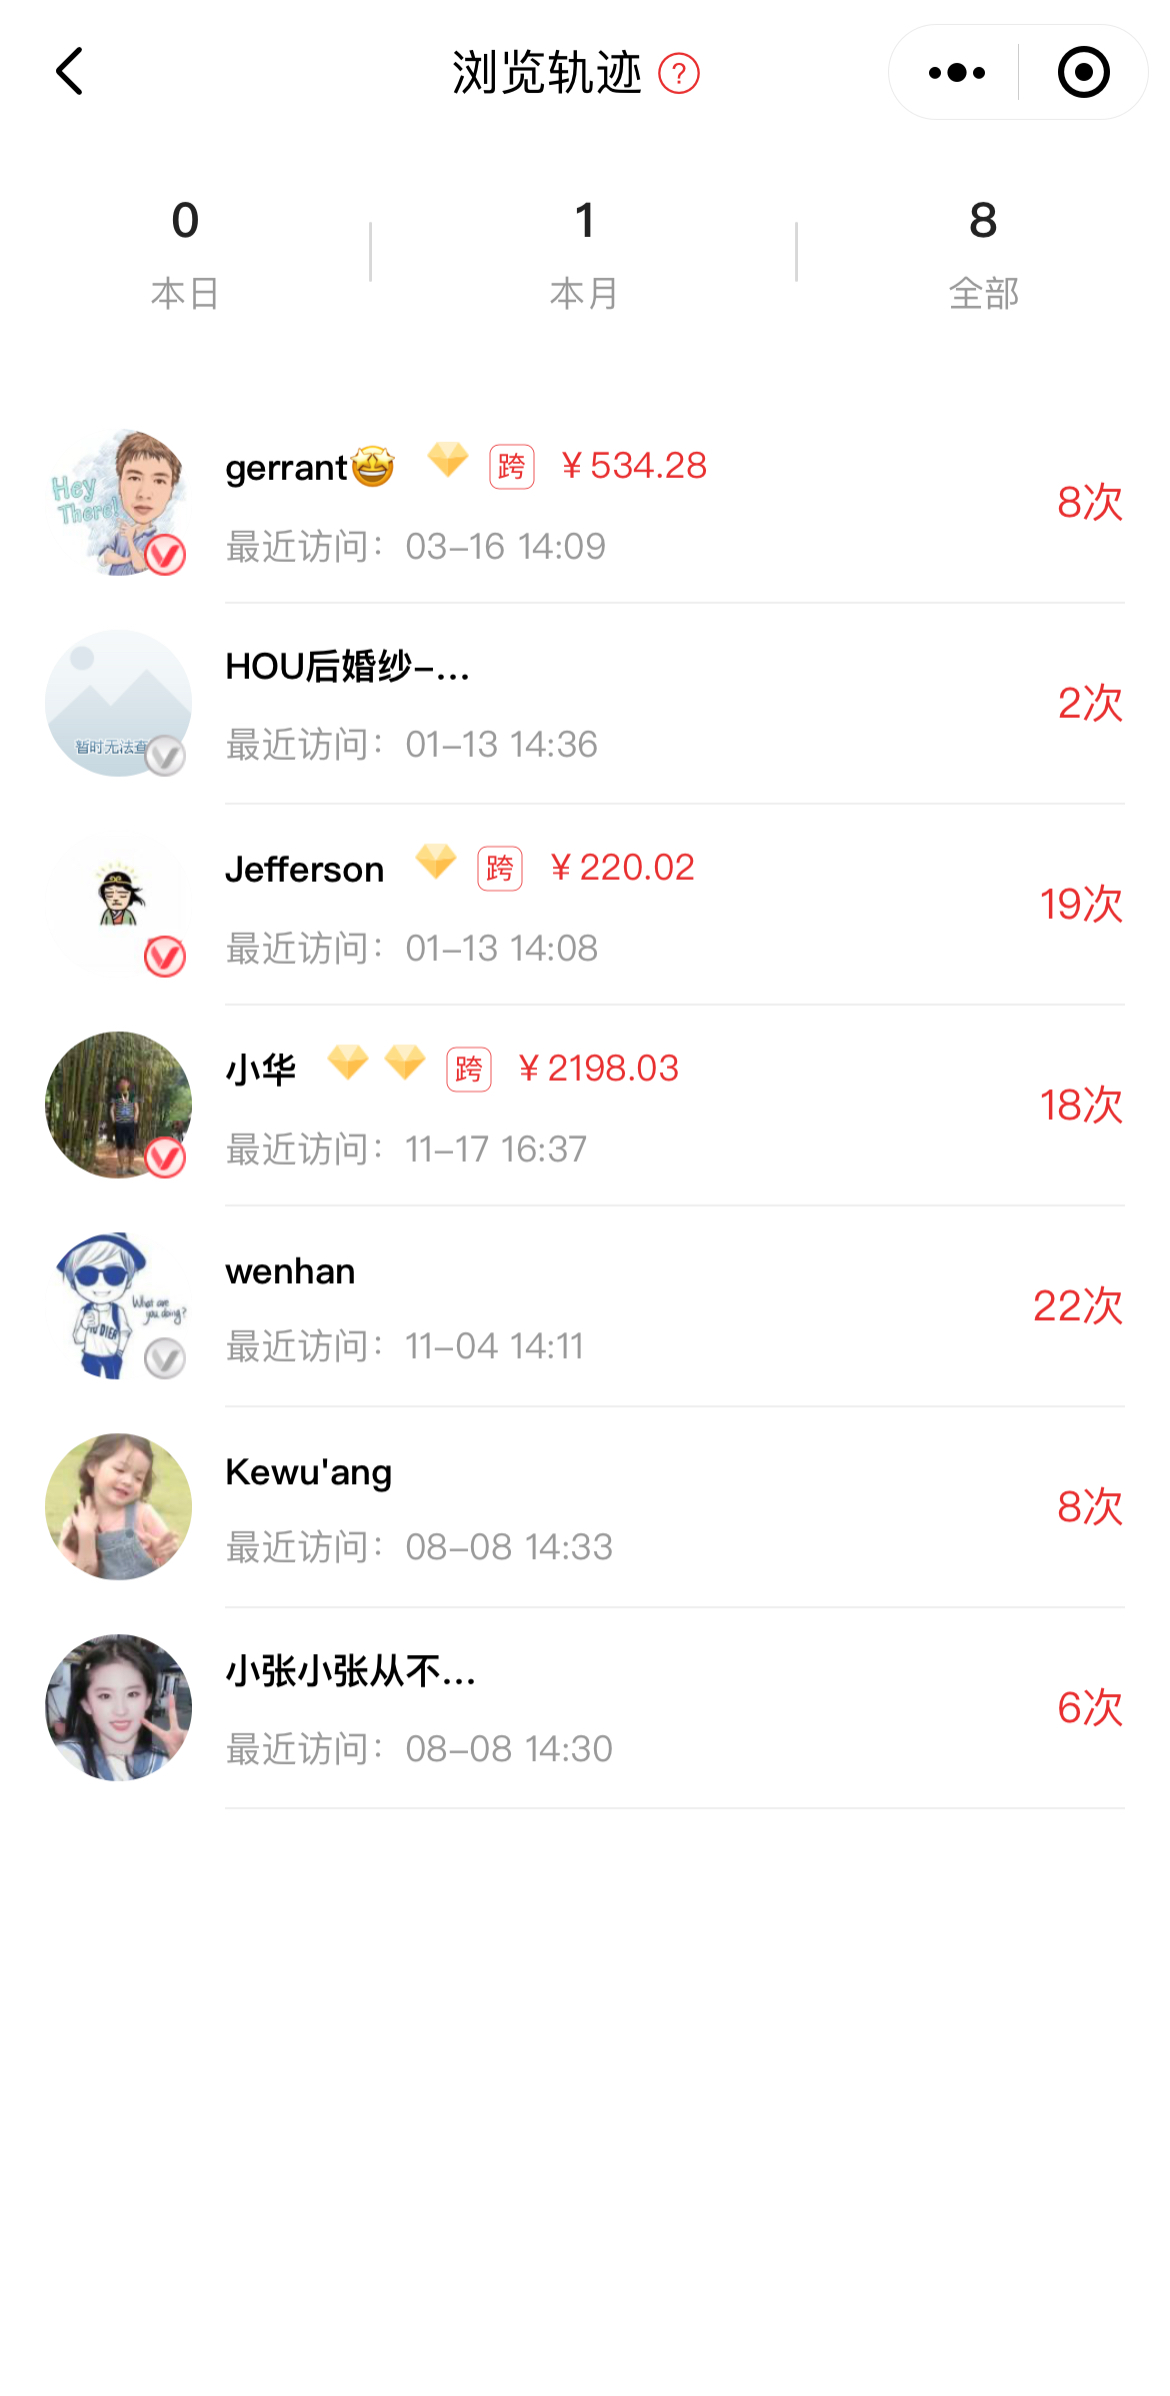 浏览轨迹 ?
0
本日
1
本月
8
全部
Hey
There!
gerrant🤩 跨 ¥534.28
最近访问：03-16 14:09
8次
暂时无法查
HOU后婚纱-...
最近访问：01-13 14:36
2次
Jefferson 跨 ¥220.02
最近访问：01-13 14:08
19次
小华 跨 ¥2198.03
最近访问：11-17 16:37
18次
What are
you doing?
wenhan
最近访问：11-04 14:11
22次
Kewu'ang
最近访问：08-08 14:33
8次
小张小张从不...
最近访问：08-08 14:30
6次